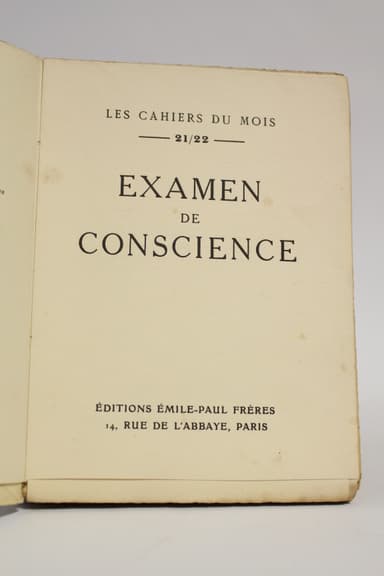 LES CAHIERS DU MOIS
21/22
EXAMEN
DE
CONSCIENCE
ÉDITIONS ÉMILE-PAUL FRÈRES
14, RUE DE L'ABBAYE, PARIS